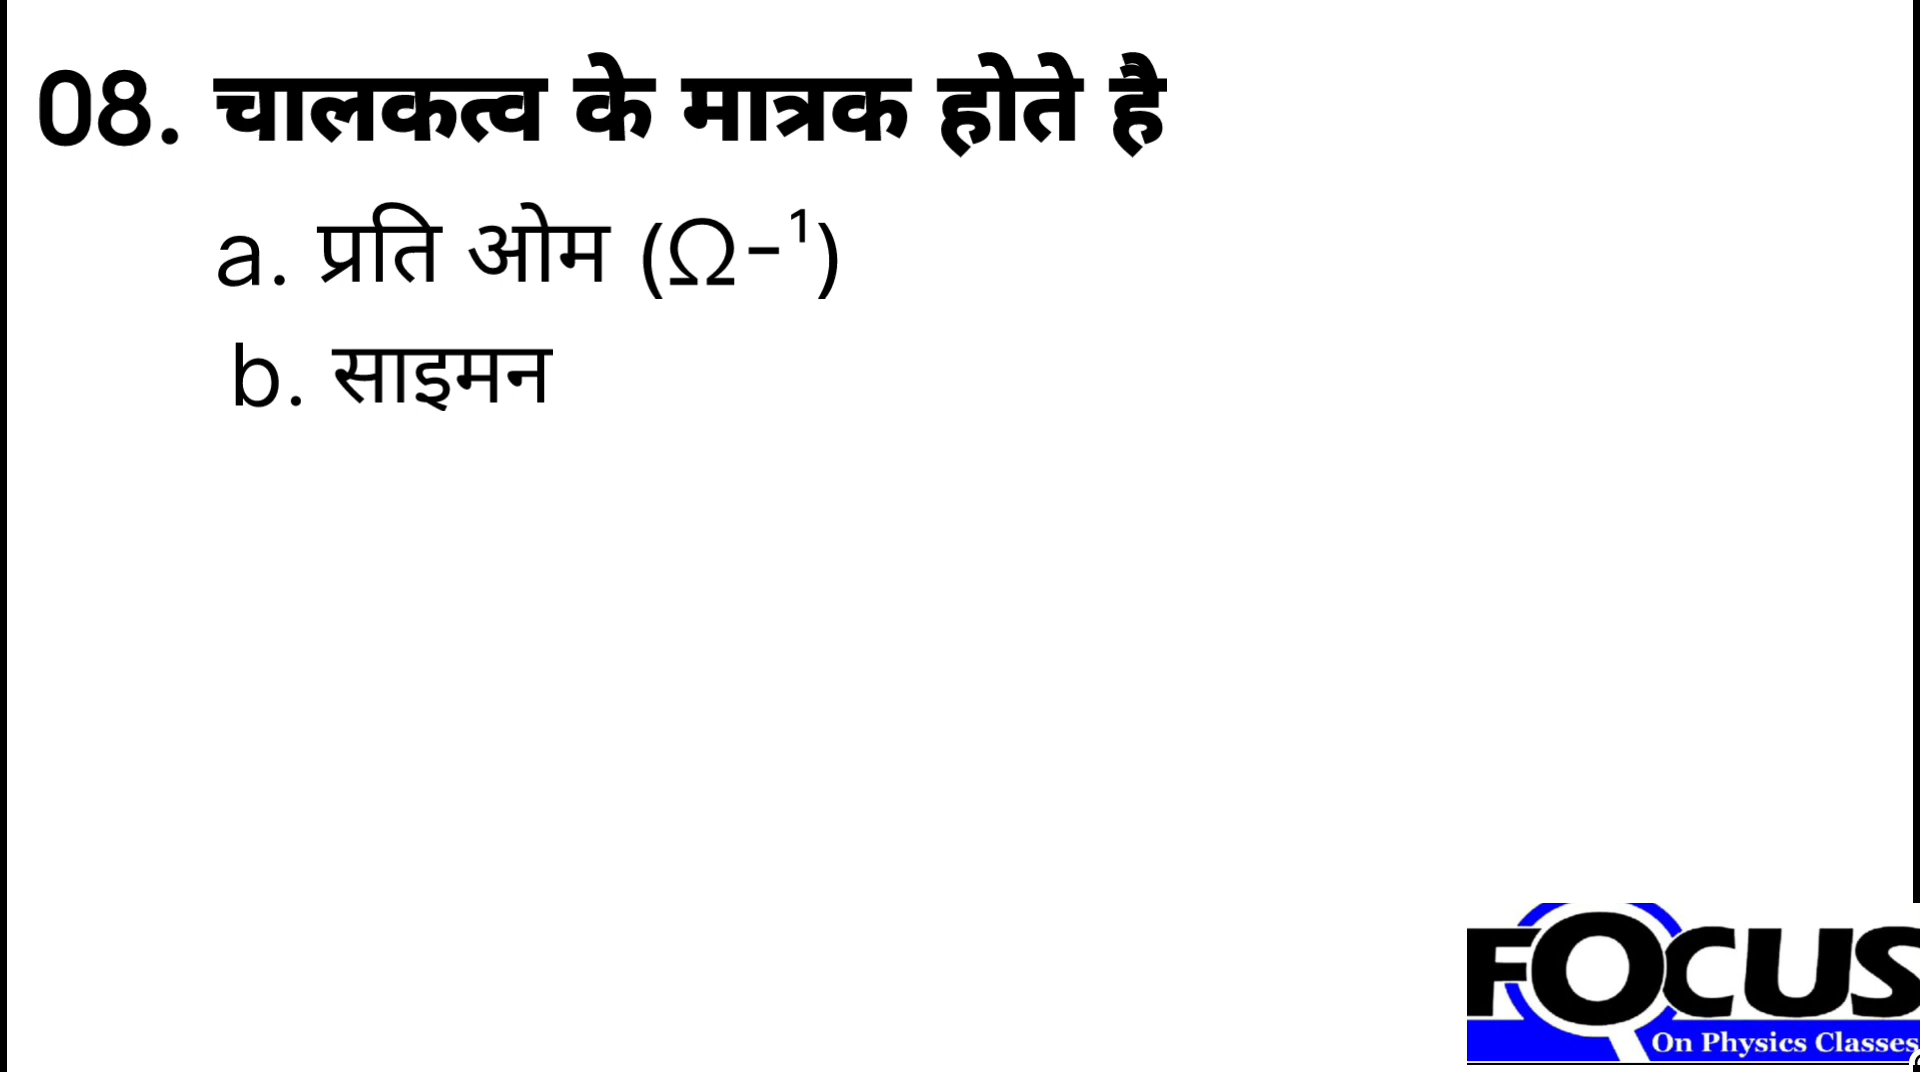 08. चालकत्व के मात्रक होते है
a. प्रति ओम (Ω−¹)
b. साइमन
FOCUS
On Physics Classes